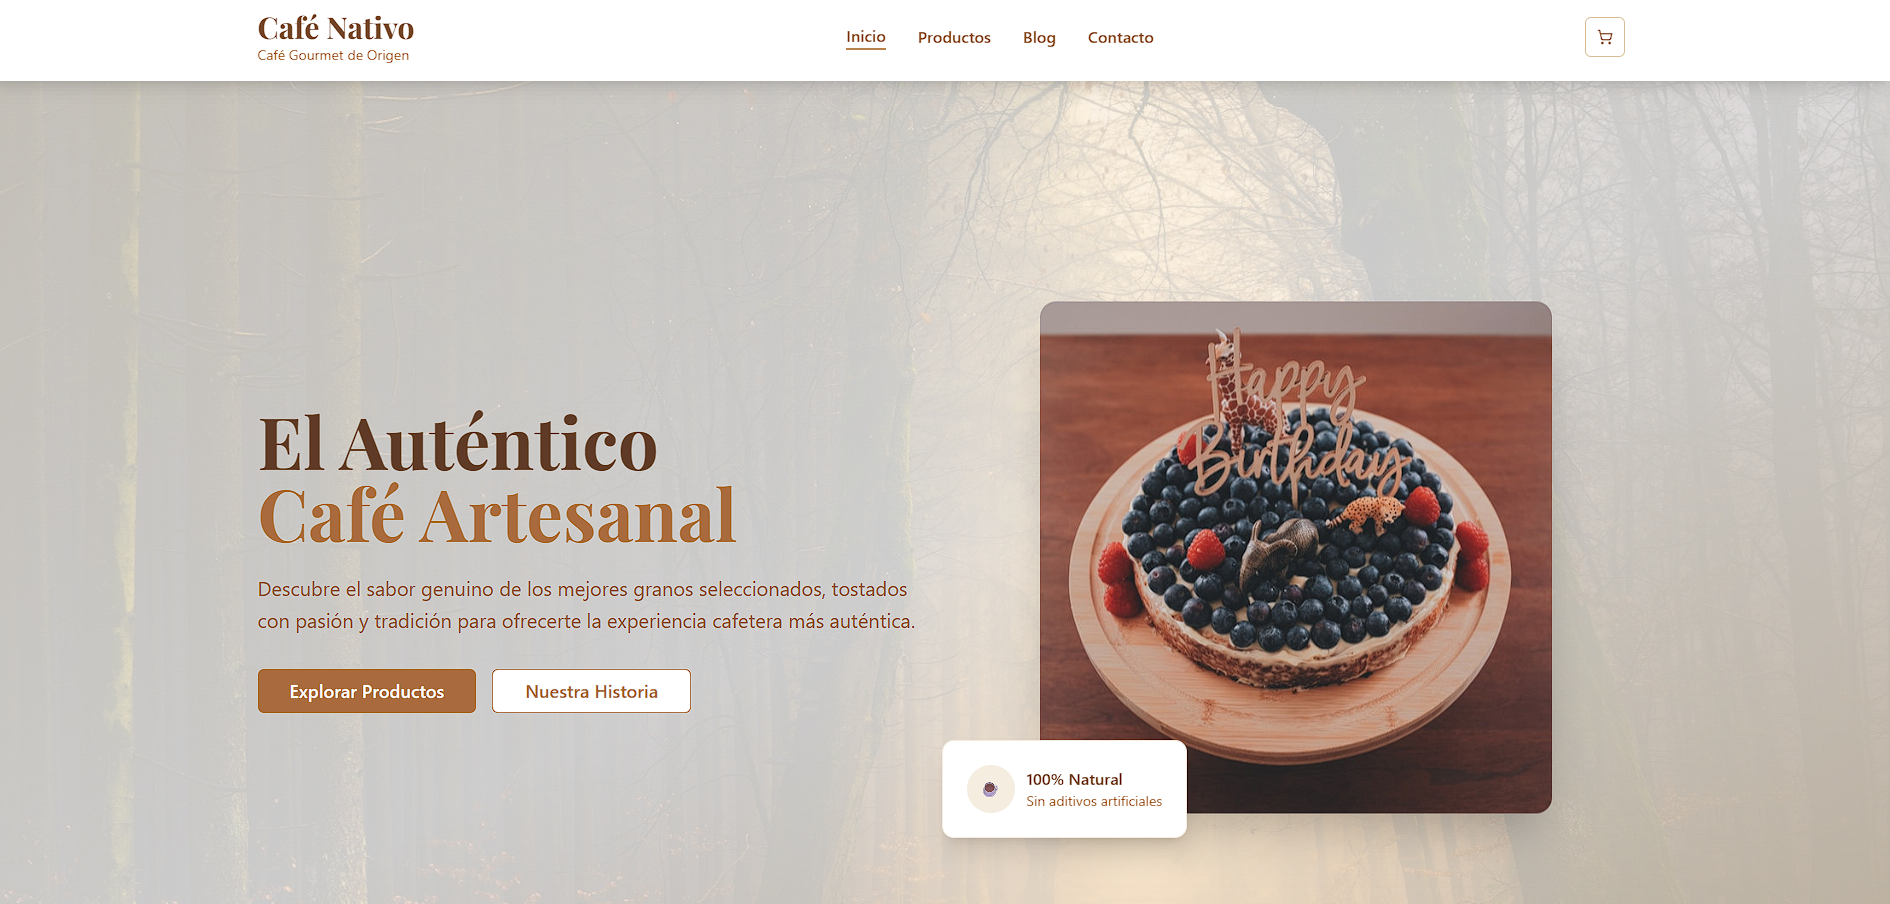 Café Nativo
Café Gourmet de Origen
Inicio
Productos
Blog
Contacto
El Auténtico
Café Artesanal
Descubre el sabor genuino de los mejores granos seleccionados, tostados
con pasión y tradición para ofrecerte la experiencia cafetera más auténtica.
Explorar Productos
Nuestra Historia
Happy
Birthday
100% Natural
Sin aditivos artificiales